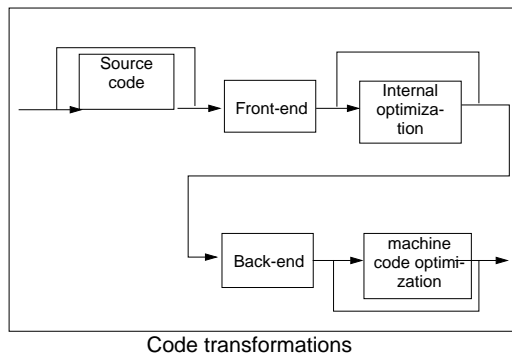 Source
code
Front-end
Internal
optimiza-
tion
Back-end
machine
code optimi-
zation
Code transformations